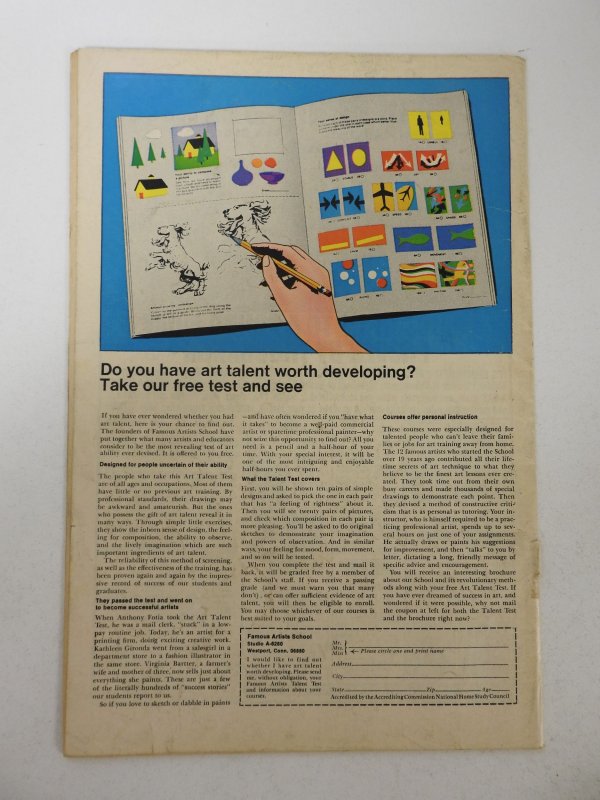 Do you have art talent worth developing?
Take our free test and see
If you have ever wondered whether you had
art talent, here is your chance to find out.
The founders of Famous Artists School have
put together what many artists and educators
consider to be the most revealing test of art
ability ever devised. It is offered to you free.
Designed for people uncertain of their ability
The people who take this Art Talent Test
are of all ages and occupations. Most of them
have little or no previous art training. By
professional standards, their drawings may
be awkward and amateurish. But the ones
who possess the gift of art talent reveal it in
many ways. Through simple little exercises,
they show the inborn sense of design, the feel-
ing for composition, the ability to observe,
and the lively imagination which are such
important ingredients of art talent.
The reliability of this method of screening,
as well as the effectiveness of the training, has
been proven again and again by the impres-
sive record of success of our students and
graduates.
They passed the test and went on
to become successful artists
When Anthony Fotia took the Art Talent
Test, he was a mail clerk, "stuck" in a low-
pay routine job. Today, he's an artist for a
printing firm, doing exciting creative work.
Kathleen Gironda went from a salesgirl in a
department store to a fashion illustrator in
the same store. Virginia Bartter, a farmer's
wife and mother of three, now sells just about
everything she paints. These are just a few
of the literally hundreds of "success stories"
our students report to us.
So if you love to sketch or dabble in paints
—and have often wondered if you "have what
it takes" to become a well-paid commercial
artist or sparetime professional painter—why
not seize this opportunity to find out? All you
need is a pencil and a half-hour of your
time. With your special interest, it will be
one of the most intriguing and enjoyable
half-hours you ever spent.
What the Talent Test covers
First, you will be shown ten pairs of simple
designs and asked to pick the one in each pair
that has "a feeling of rightness" about it.
Then you will see twenty pairs of pictures,
and check which composition in each pair is
more pleasing. You'll be asked to do original
sketches to demonstrate your imagination
and powers of observation. And in similar
ways, your feeling for mood, form, movement,
and so on will be tested.
When you complete the test and mail it
back, it will be graded free by a member of
the School's staff. If you receive a passing
grade (and we must warn you that many
don't), or can offer sufficient evidence of art
talent, you will then be eligible to enroll.
You may choose whichever of our courses is
best suited to your goals.
Courses offer personal instruction
These courses were especially designed for
talented people who can't leave their fami-
lies or jobs for art training away from home.
The 12 famous artists who started the School
over 19 years ago contributed all their life-
time secrets of art technique to what they
believe to be the finest art lessons ever cre-
ated. They took time out from their own
busy careers and made thousands of special
drawings to demonstrate each point. Then
they devised a method of constructive criti-
cism that is as personal as tutoring. Your in-
structor, who is himself required to be a prac-
ticing professional artist, spends up to sev-
eral hours on just one of your assignments.
He actually draws or paints his suggestions
for improvement, and then "talks" to you by
letter, dictating a long, friendly message of
specific advice and encouragement.
You will receive an interesting brochure
about our School and its revolutionary meth-
ods along with your free Art Talent Test. If
you have ever dreamed of success in art, and
wondered if it were possible, why not mail
the coupon at left for both the Talent Test
and the brochure right now?
Famous Artists School
Studio A-6260
Westport, Conn. 06880
I would like to find out
whether I have art talent
worth developing. Please send
me, without obligation, your
Famous Artists Talent Test
and information about your
courses.
Mr.
Mrs.
Miss Please circle one and print name
Address
City
State Zip Age
Accredited by the Accrediting Commission National Home Study Council